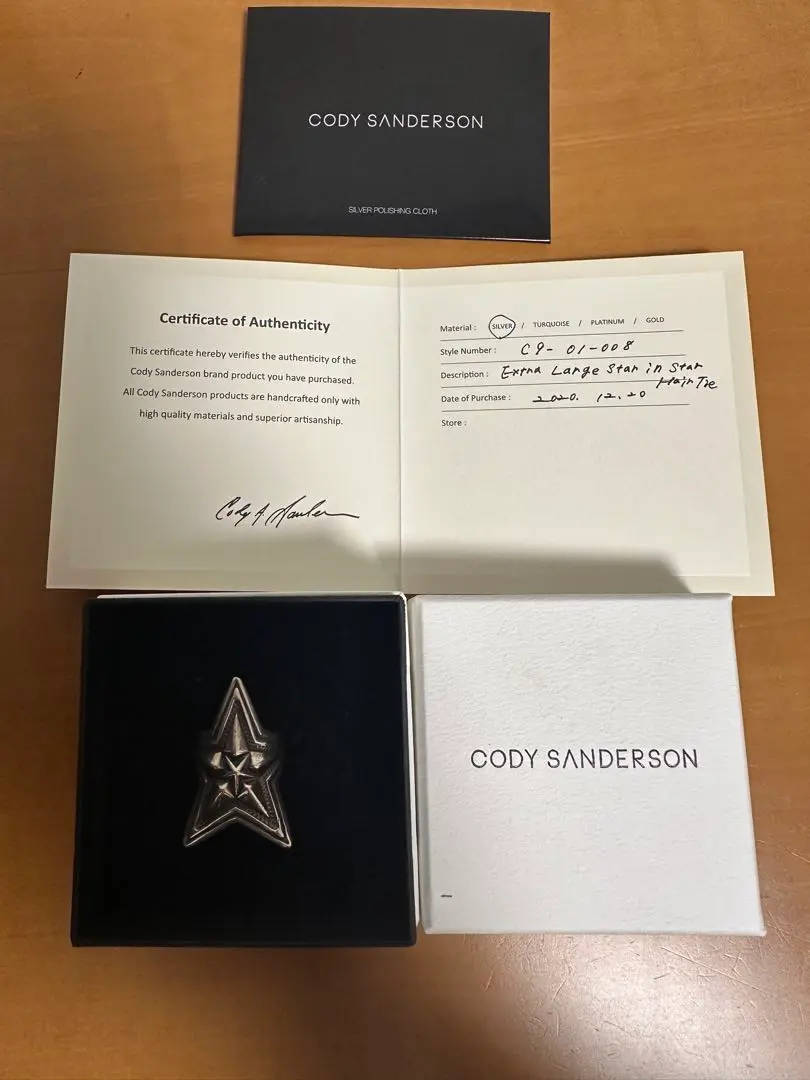 CODY SANDERSON
SILVER POLISHING CLOTH
Certificate of Authenticity
This certificate hereby verifies the authenticity of the
Cody Sanderson brand product you have purchased.
All Cody Sanderson products are handcrafted only with
high quality materials and superior artisanship.
Cody A. Sanderson
Material : SILVER / TURQUOISE / PLATINUM / GOLD
Style Number : C9-01-008
Description : Extra Large Star in Star
Hair Tie
Date of Purchase : 2020. 12. 20
Store :
CODY SANDERSON